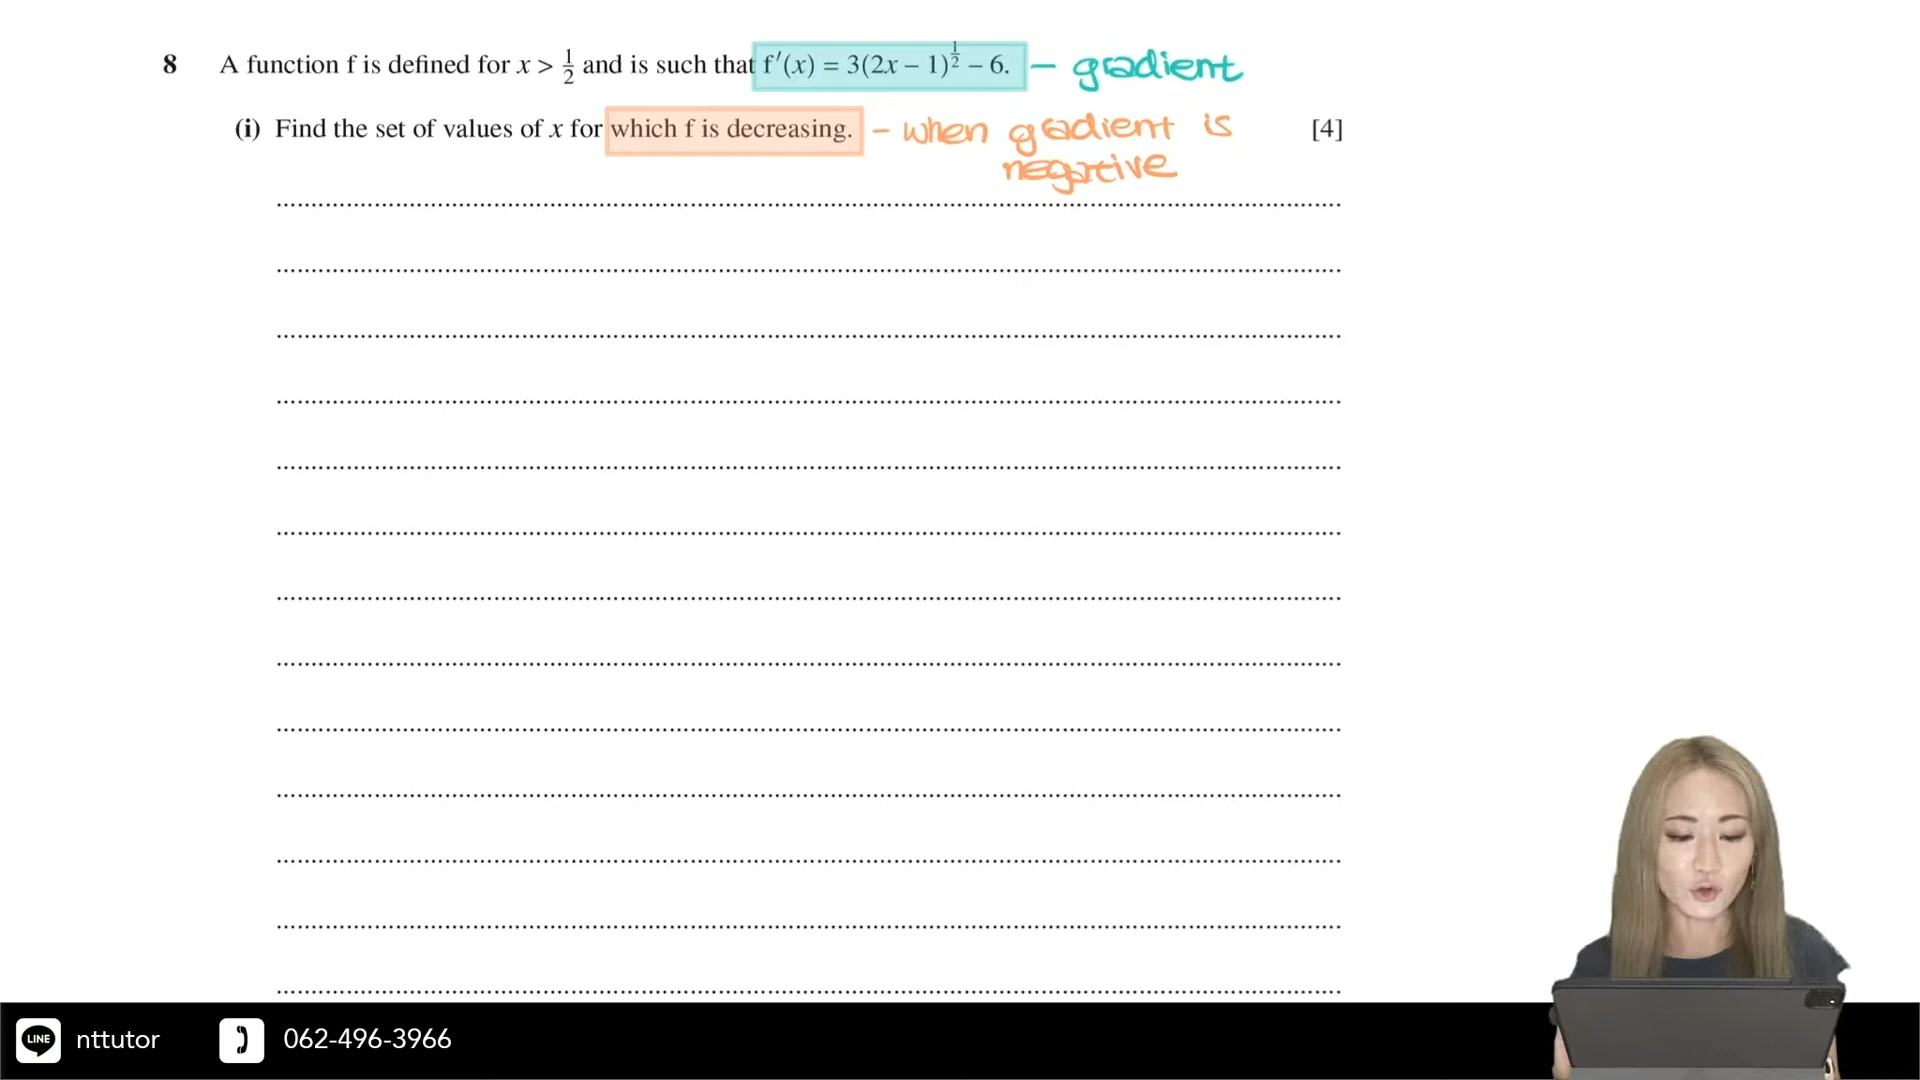 8 A function f is defined for x > 1/2 and is such that f′(x) = 3(2x − 1)^(1/2) − 6. – gradient
(i) Find the set of values of x for which f is decreasing. – when gradient is [4]
negative
LINE nttutor 062-496-3966